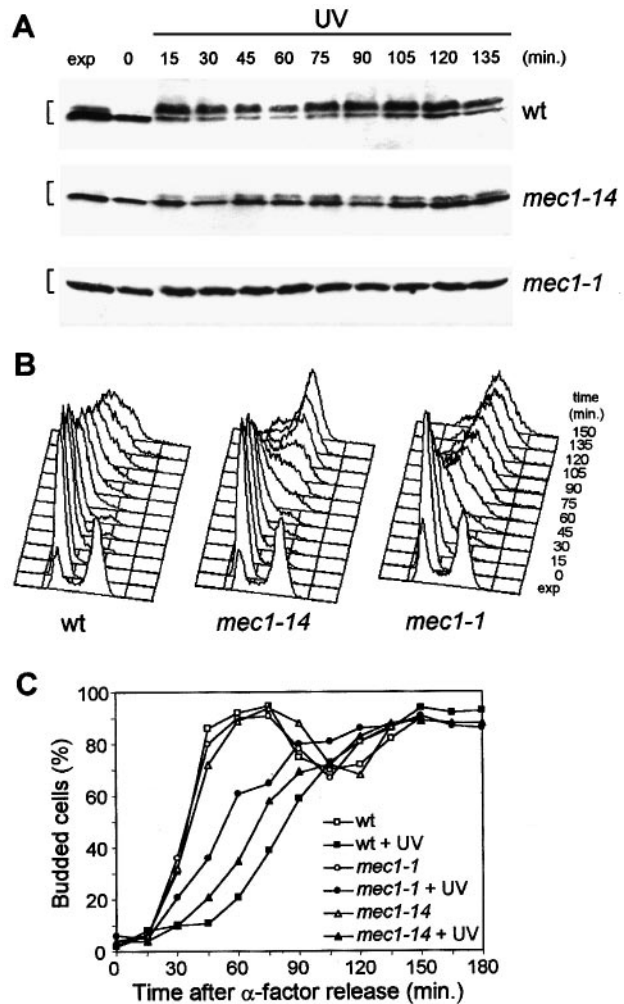 A
UV
exp 0 15 30 45 60 75 90 105 120 135 (min.)
wt
mec1-14
mec1-1
B
time
(min.)
150
135
120
105
90
75
60
45
30
15
0
exp
wt
mec1-14
mec1-1
C
Budded cells (%)
100
80
60
40
20
0
wt
wt + UV
mec1-1
mec1-1 + UV
mec1-14
mec1-14 + UV
0 30 60 90 120 150 180
Time after α-factor release (min.)